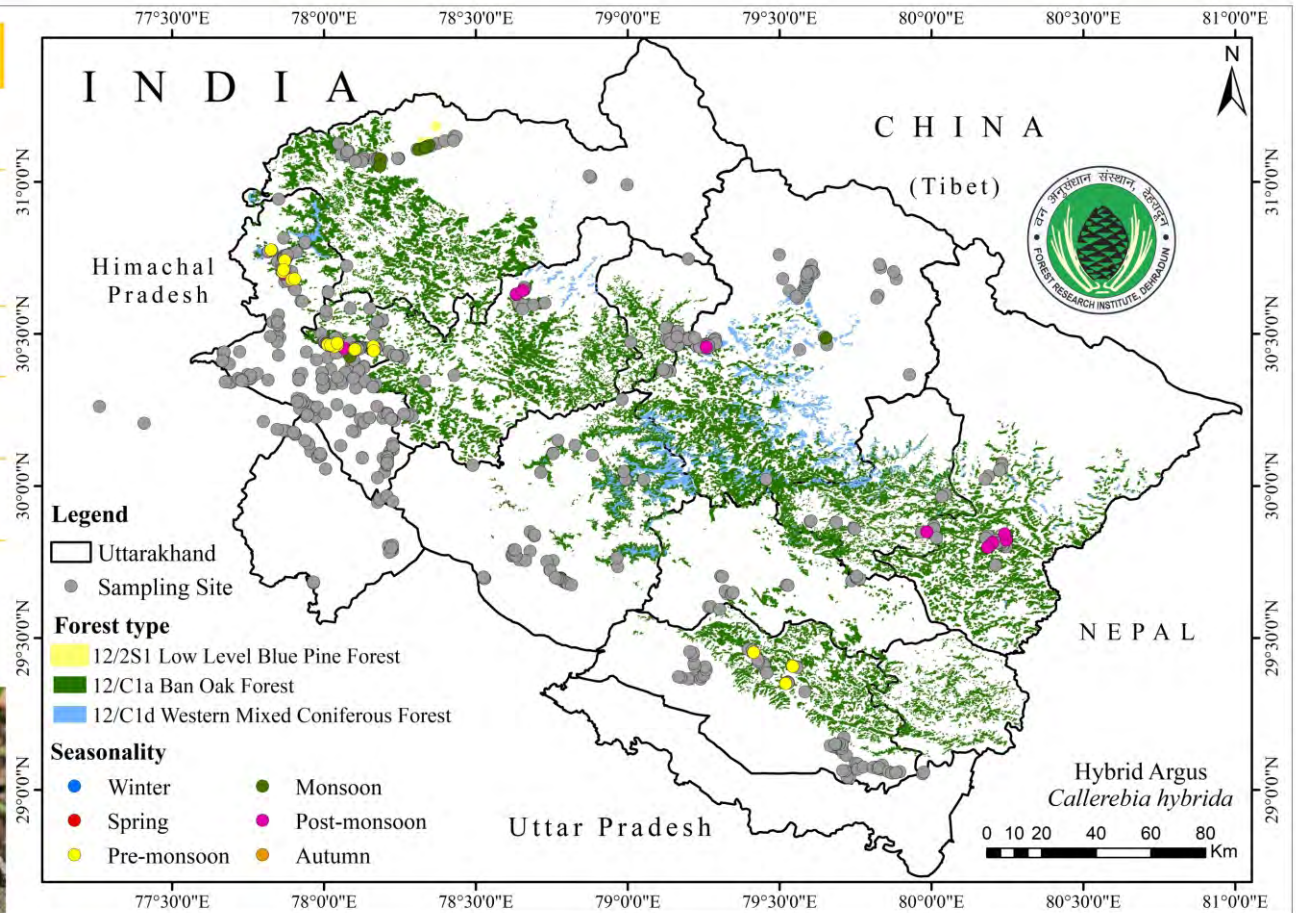 77°30'0"E 78°0'0"E 78°30'0"E 79°0'0"E 79°30'0"E 80°0'0"E 80°30'0"E 81°0'0"E
INDIA
N
CHINA
(Tibet)
31°0'0"N
31°0'0"N
वन अनुसंधान संस्थान, देहरादून
FOREST RESEARCH INSTITUTE, DEHRADUN
Himachal
Pradesh
30°30'0"N
30°30'0"N
30°0'0"N
30°0'0"N
Legend
Uttarakhand
Sampling Site
Forest type
12/2S1 Low Level Blue Pine Forest
12/C1a Ban Oak Forest
12/C1d Western Mixed Coniferous Forest
Seasonality
Winter
Spring
Pre-monsoon
Monsoon
Post-monsoon
Autumn
29°30'0"N
29°30'0"N
NEPAL
29°0'0"N
29°0'0"N
Uttar Pradesh
Hybrid Argus
Callerebia hybrida
0 10 20 40 60 80
Km
77°30'0"E 78°0'0"E 78°30'0"E 79°0'0"E 79°30'0"E 80°0'0"E 80°30'0"E 81°0'0"E